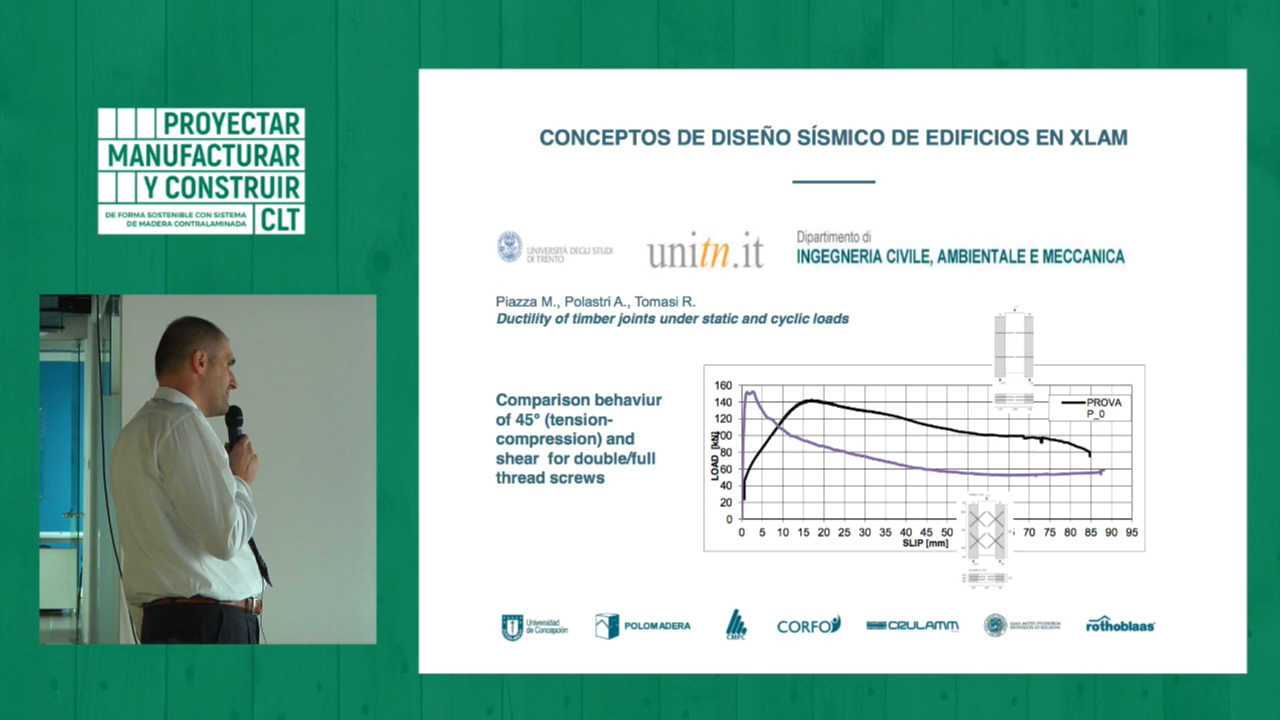 PROYECTAR
MANUFACTURAR
Y CONSTRUIR
DE FORMA SOSTENIBLE CON SISTEMA
DE MADERA CONTRALAMINADA
CLT
CONCEPTOS DE DISEÑO SÍSMICO DE EDIFICIOS EN XLAM
UNIVERSITÀ DEGLI STUDI
DI TRENTO
unitn.it
Dipartimento di
INGEGNERIA CIVILE, AMBIENTALE E MECCANICA
Piazza M., Polastri A., Tomasi R.
Ductility of timber joints under static and cyclic loads
Comparison behaviur
of 45° (tension-
compression) and
shear for double/full
thread screws
LOAD [kN]
160
140
120
100
80
60
40
20
0
PROVA
P_0
0 5 10 15 20 25 30 35 40 45 50 70 75 80 85 90 95
SLIP [mm]
Universidad
de Concepción
POLOMADERA
CMPC
CORFO
CRULAMM
rothoblaas